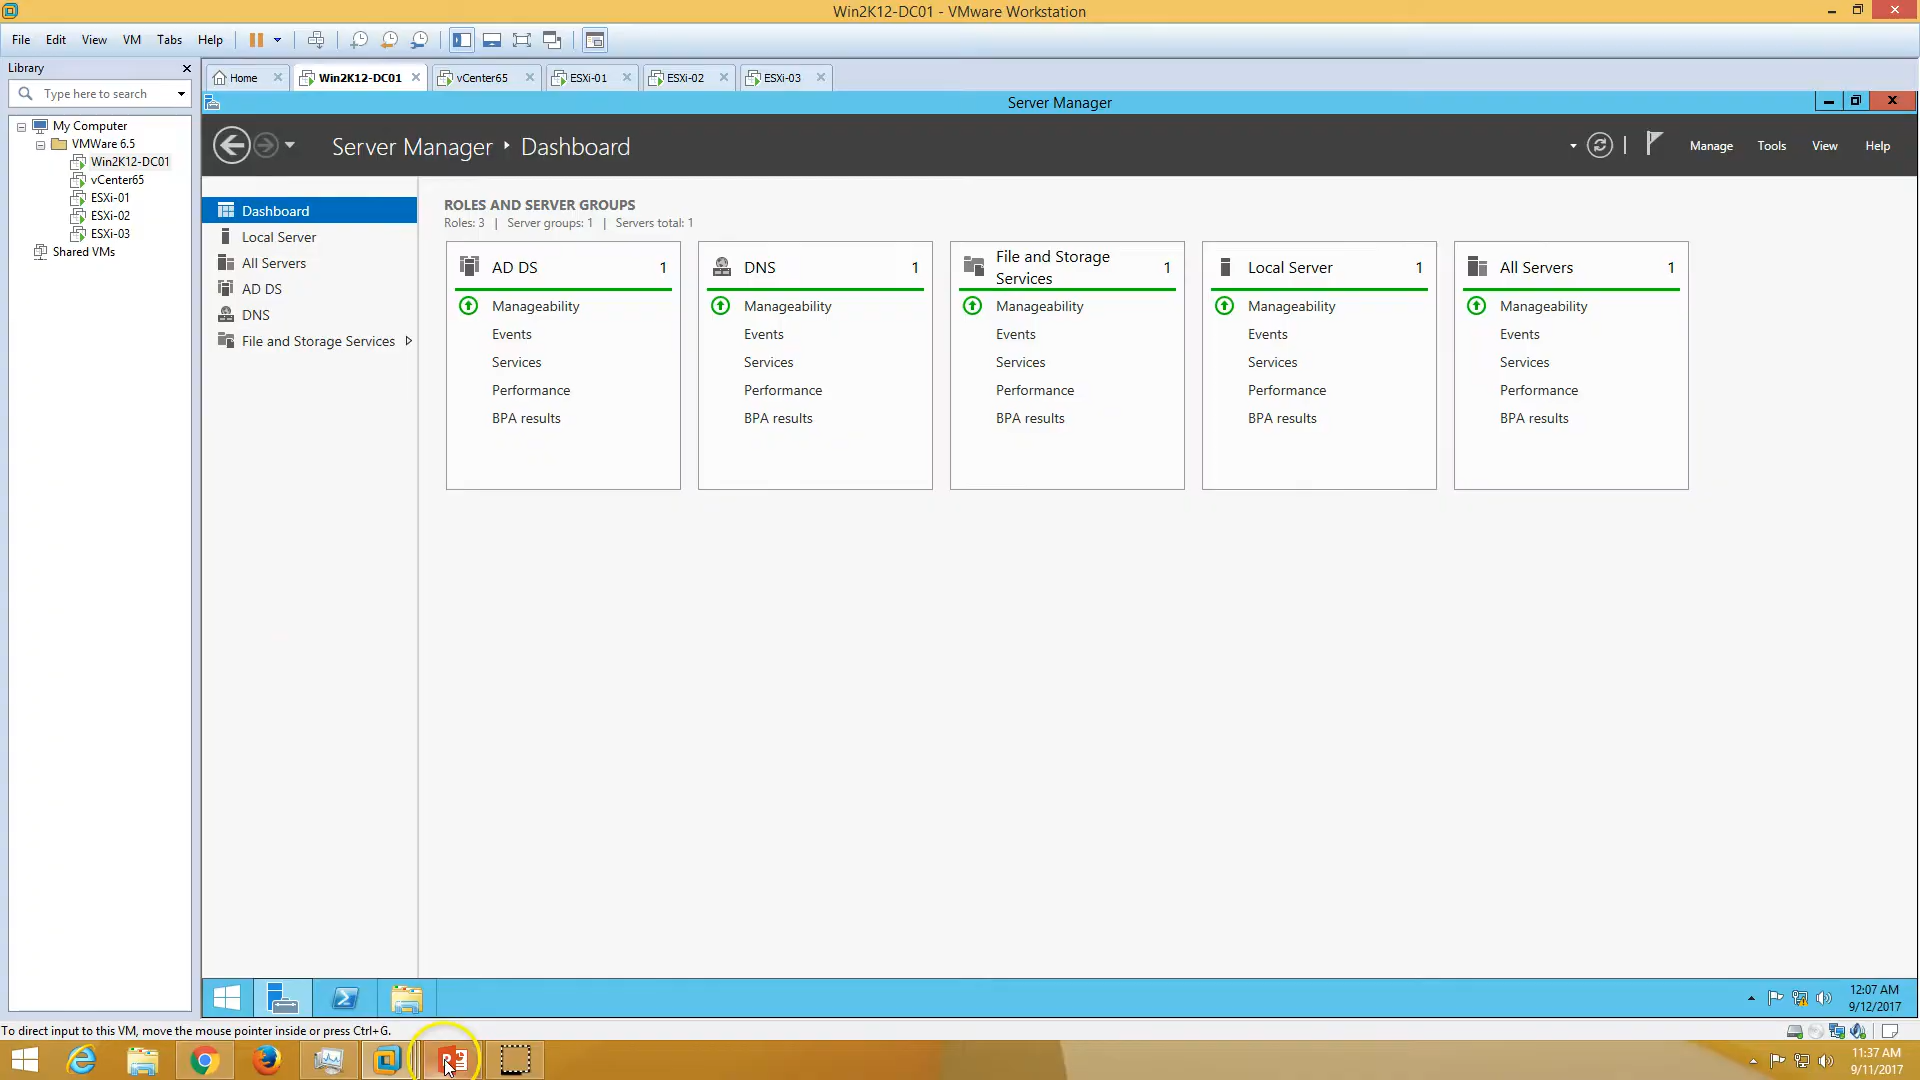 Win2K12-DC01 - VMware Workstation
File Edit View VM Tabs Help
Library
Type here to search
My Computer
VMWare 6.5
Win2K12-DC01
vCenter65
ESXi-01
ESXi-02
ESXi-03
Shared VMs
Home Win2K12-DC01 vCenter65 ESXi-01 ESXi-02 ESXi-03
Server Manager
Server Manager Dashboard
Manage Tools View Help
Dashboard
Local Server
All Servers
AD DS
DNS
File and Storage Services
ROLES AND SERVER GROUPS
Roles: 3 | Server groups: 1 | Servers total: 1
AD DS 1
Manageability
Events
Services
Performance
BPA results
DNS 1
Manageability
Events
Services
Performance
BPA results
File and Storage
Services 1
Manageability
Events
Services
Performance
BPA results
Local Server 1
Manageability
Events
Services
Performance
BPA results
All Servers 1
Manageability
Events
Services
Performance
BPA results
12:07 AM
9/12/2017
To direct input to this VM, move the mouse pointer inside or press Ctrl+G.
11:37 AM
9/11/2017